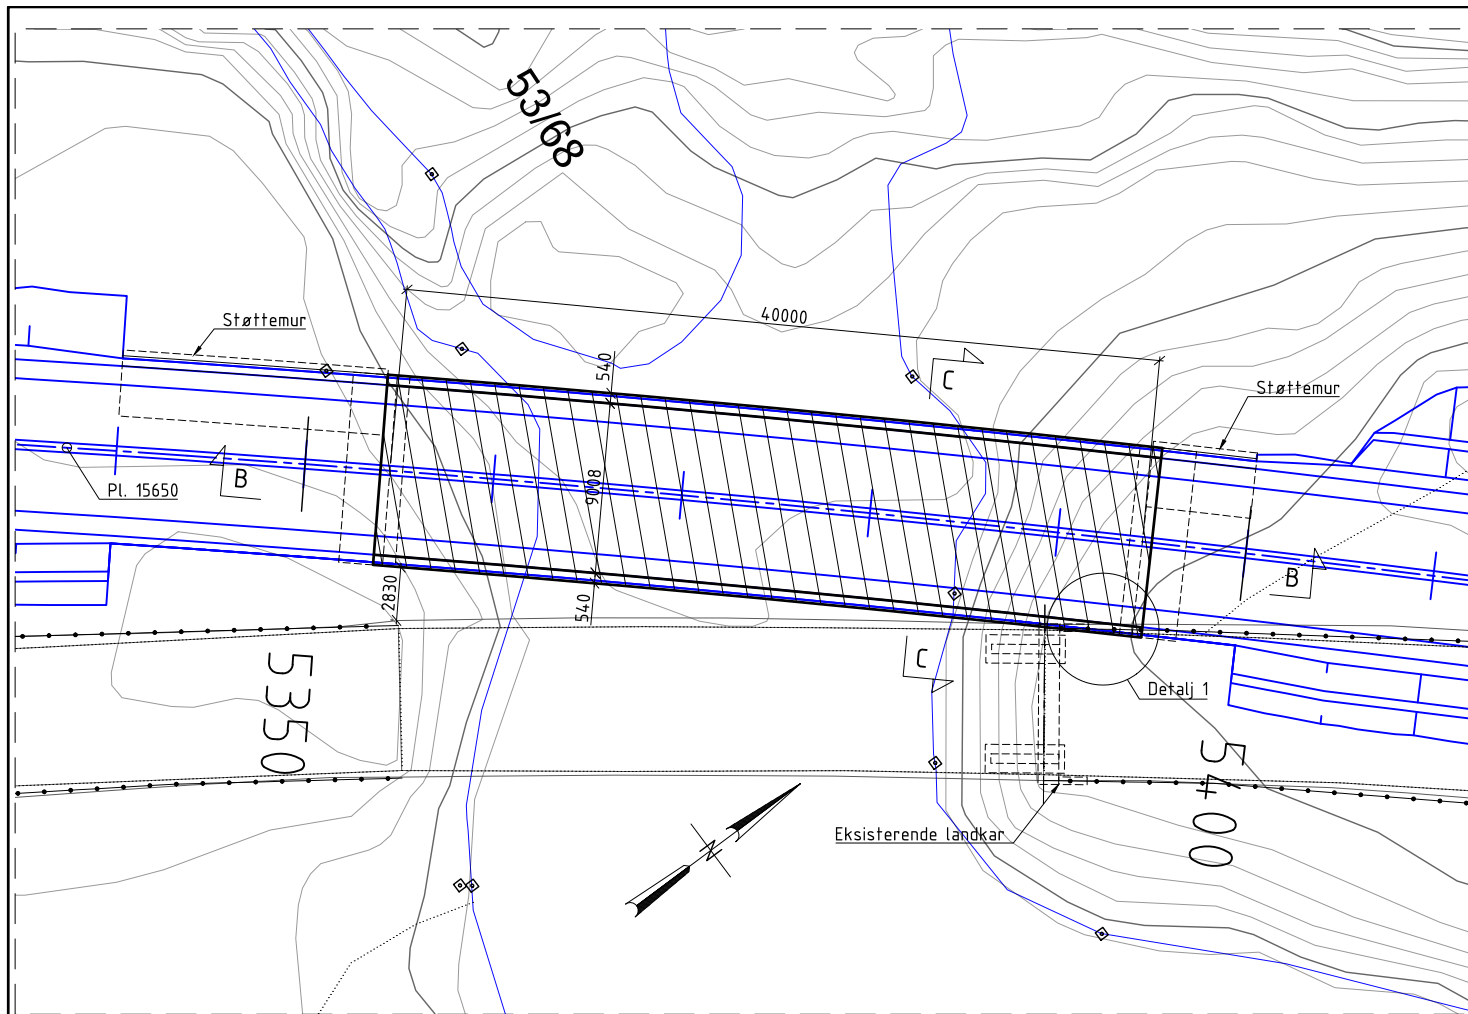 53/68
40000
Støttemur
540
C
Støttemur
B
Pl. 15650
9008
B
2830
540
C
Detalj 1
5350
5400
Eksisterende landkar
N